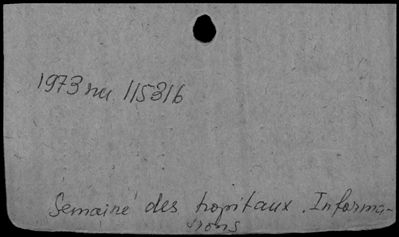 1973 nu 115316
Semaine des hopitaux. Informa-
tions